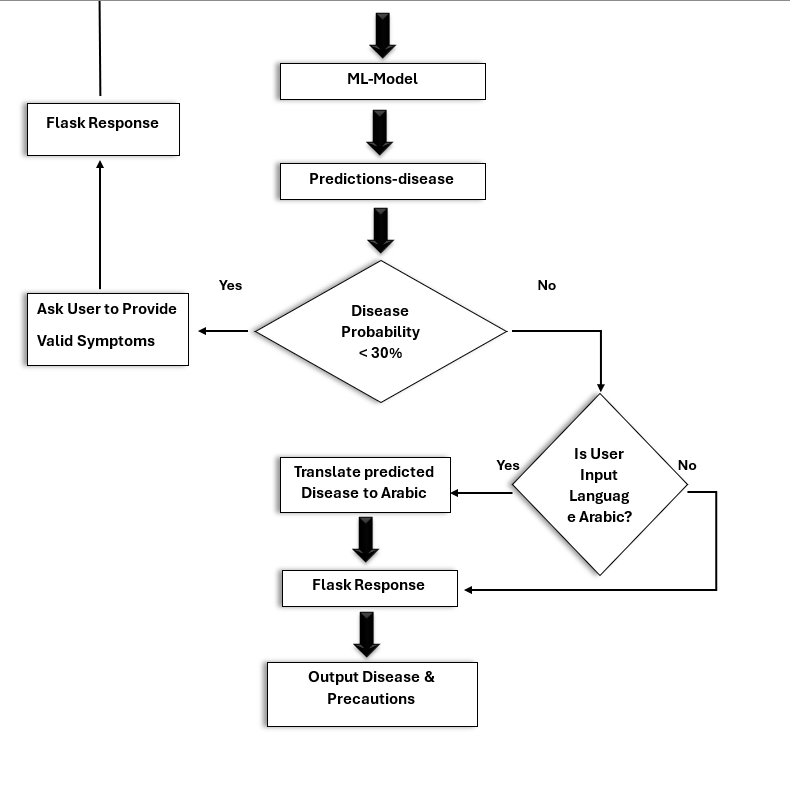 ML-Model
Flask Response
Predictions-disease
Yes
No
Ask User to Provide
Valid Symptoms
Disease
Probability
< 30%
Is User
Input
Languag
e Arabic?
Yes
No
Translate predicted
Disease to Arabic
Flask Response
Output Disease &
Precautions